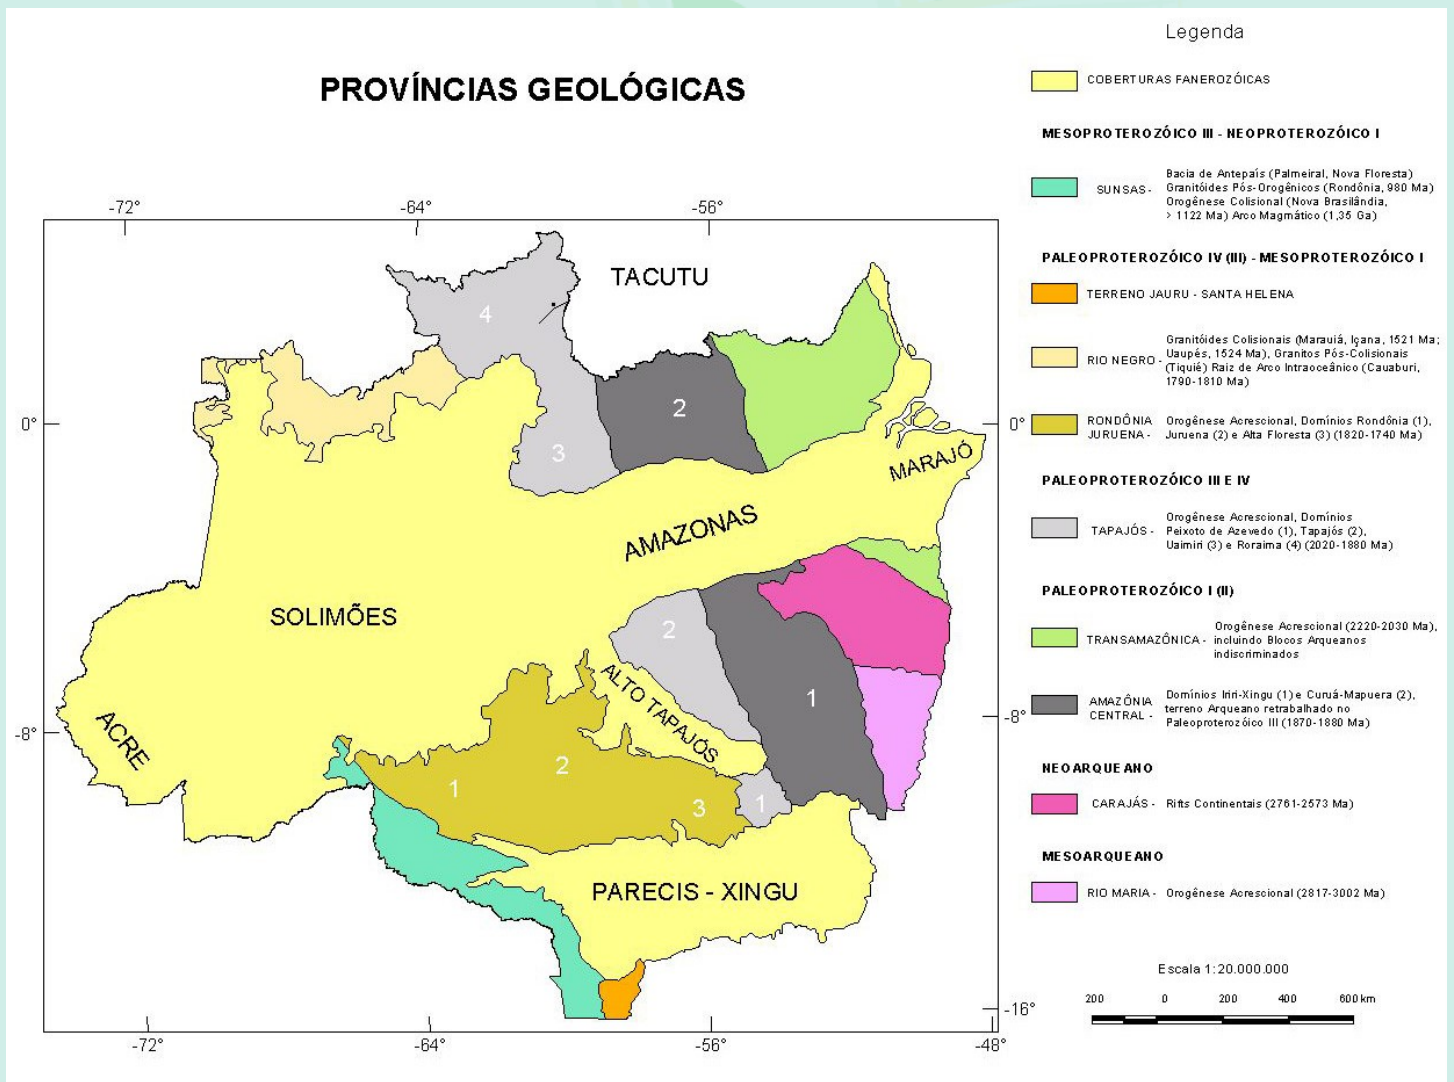 PROVÍNCIAS GEOLÓGICAS
-72°
-64°
-56°
TACUTU
4
0°
2
3
0°
MARAJÓ
AMAZONAS
SOLIMÕES
2
ALTO TAPAJÓS
1
-8°
-8°
ACRE
2
1
3
1
PARECIS - XINGU
-16°
-72°
-64°
-56°
-48°
Legenda
COBERTURAS FANEROZÓICAS
MESOPROTEROZÓICO III - NEOPROTEROZÓICO I
SUNSAS -
Bacia de Antepaís (Palmeiral, Nova Floresta)
Granitóides Pós-Orogênicos (Rondônia, 980 Ma)
Orogênese Colisional (Nova Brasilândia,
> 1122 Ma) Arco Magmático (1,35 Ga)
PALEOPROTEROZÓICO IV (III) - MESOPROTEROZÓICO I
TERRENO JAURU - SANTA HELENA
RIO NEGRO -
Granitóides Colisionais (Marauiá, Içana, 1521 Ma;
Uaupés, 1524 Ma), Granitos Pós-Colisionais
(Tiquié) Raiz de Arco Intraoceânico (Cauaburi,
1790-1810 Ma)
RONDÔNIA
JURUENA -
Orogênese Acrescional, Domínios Rondônia (1),
Juruena (2) e Alta Floresta (3) (1820-1740 Ma)
PALEOPROTEROZÓICO III E IV
TAPAJÓS -
Orogênese Acrescional, Domínios
Peixoto de Azevedo (1), Tapajós (2),
Uaimiri (3) e Roraima (4) (2020-1880 Ma)
PALEOPROTEROZÓICO I (II)
TRANSAMAZÔNICA -
Orogênese Acrescional (2220-2030 Ma),
incluindo Blocos Arqueanos
indiscriminados
AMAZÔNIA
CENTRAL -
Domínios Iriri-Xingu (1) e Curuá-Mapuera (2),
terreno Arqueano retrabalhado no
Paleoproterozóico III (1870-1880 Ma)
NEOARQUEANO
CARAJÁS - Rifts Continentais (2761-2573 Ma)
MESOARQUEANO
RIO MARIA - Orogênese Acrescional (2817-3002 Ma)
Escala 1:20.000.000
200 0 200 400 600 km